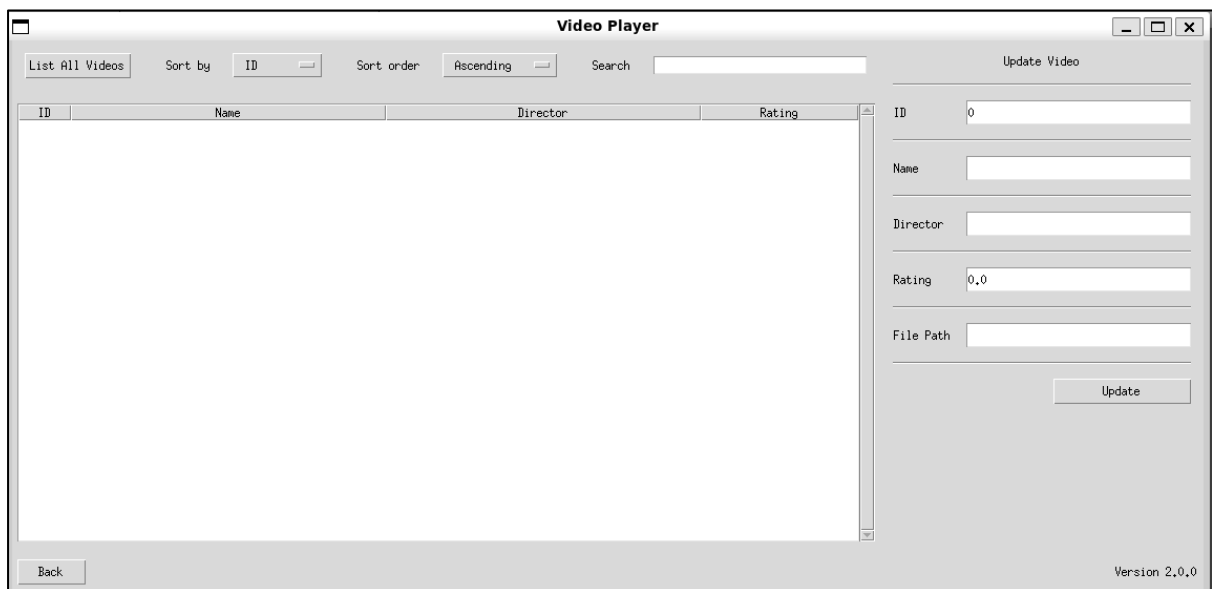 Video Player
List All Videos Sort by ID Sort order Ascending Search
Update Video
ID Name Director Rating
ID 0
Name
Director
Rating 0.0
File Path
Update
Back
Version 2.0.0